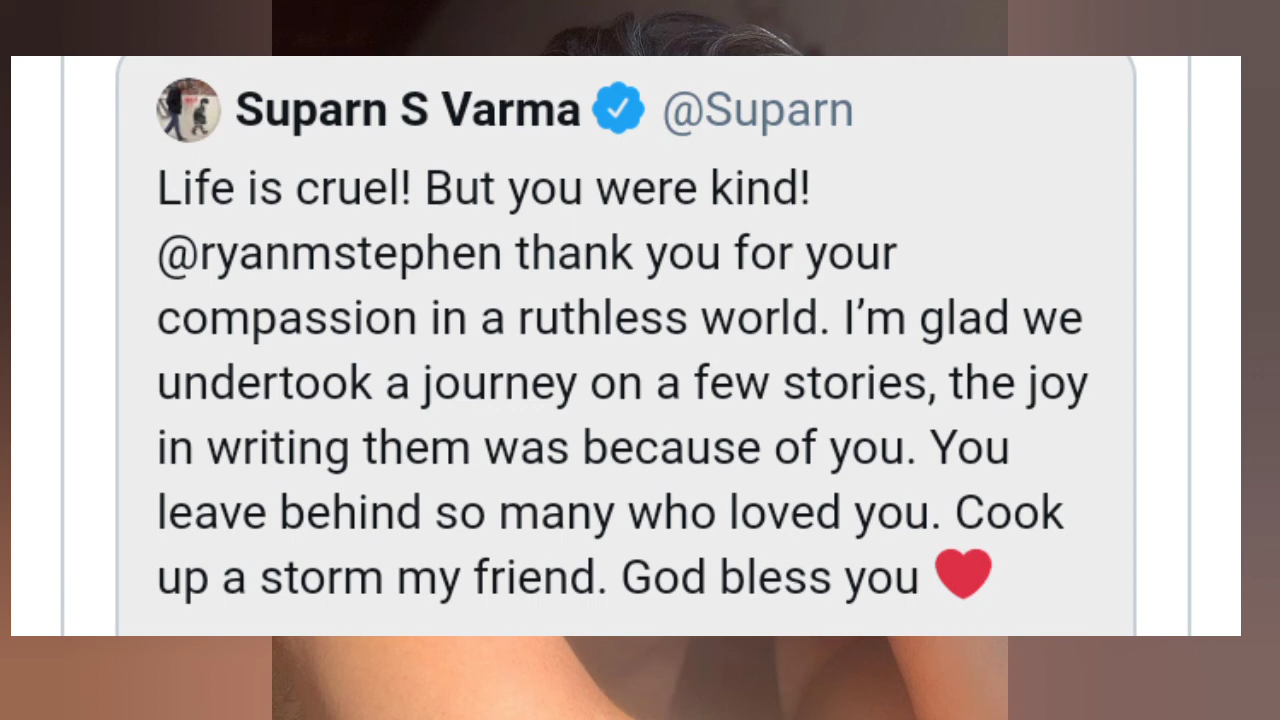 Suparn S Varma @Suparn
Life is cruel! But you were kind!
@ryanmstephen thank you for your
compassion in a ruthless world. I’m glad we
undertook a journey on a few stories, the joy
in writing them was because of you. You
leave behind so many who loved you. Cook
up a storm my friend. God bless you ❤️